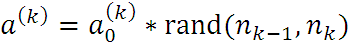 a^{(k)} = a_0^{(k)} * rand(n_{k-1}, n_k)